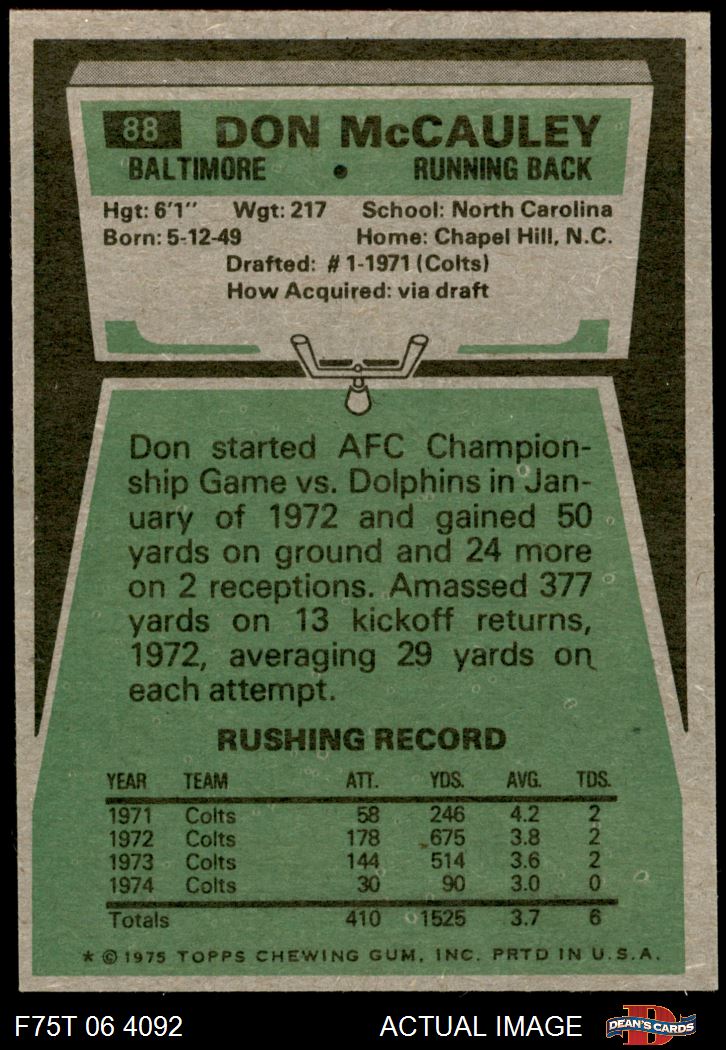 88 DON McCAULEY
BALTIMORE • RUNNING BACK
Hgt: 6'1" Wgt: 217 School: North Carolina
Born: 5-12-49 Home: Chapel Hill, N.C.
Drafted: #1-1971 (Colts)
How Acquired: via draft
Don started AFC Champion-
ship Game vs. Dolphins in Jan-
uary of 1972 and gained 50
yards on ground and 24 more
on 2 receptions. Amassed 377
yards on 13 kickoff returns,
1972, averaging 29 yards on
each attempt.
RUSHING RECORD
YEAR TEAM ATT. YDS. AVG. TDS.
1971 Colts 58 246 4.2 2
1972 Colts 178 675 3.8 2
1973 Colts 144 514 3.6 2
1974 Colts 30 90 3.0 0
Totals 410 1525 3.7 6
* © 1975 TOPPS CHEWING GUM, INC. PRTD IN U.S.A.
F75T 06 4092 ACTUAL IMAGE D DEAN'S CARDS